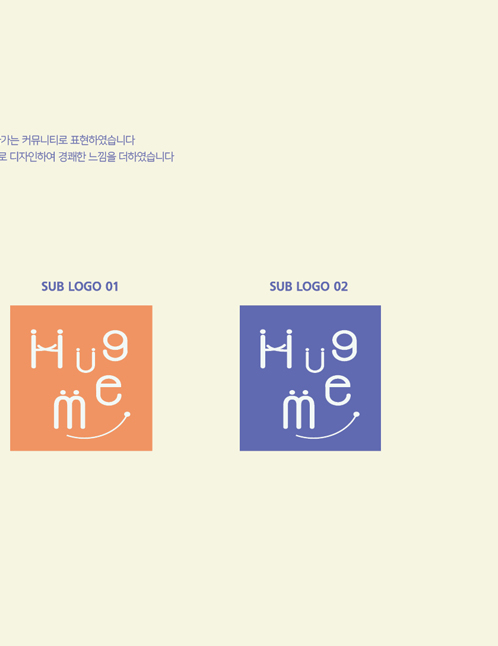 가는 커뮤니티로 표현하였습니다
로 디자인하여 경쾌한 느낌을 더하였습니다
SUB LOGO 01
SUB LOGO 02
Hug
me
Hug
me